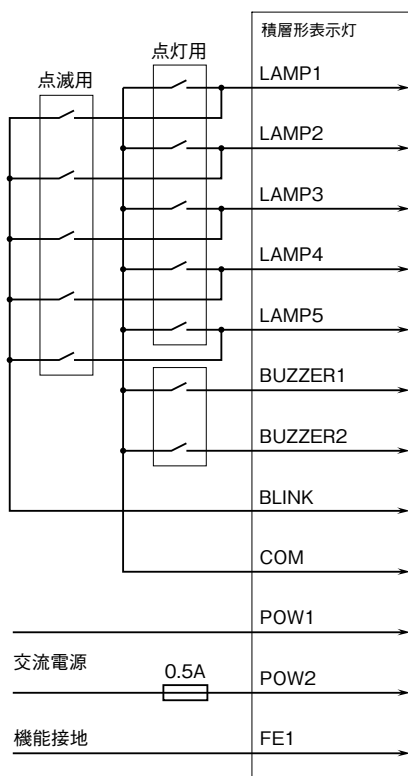 積層形表示灯
点灯用
LAMP1
点滅用
LAMP2
LAMP3
LAMP4
LAMP5
BUZZER1
BUZZER2
BLINK
COM
POW1
交流電源
0.5A
POW2
機能接地
FE1